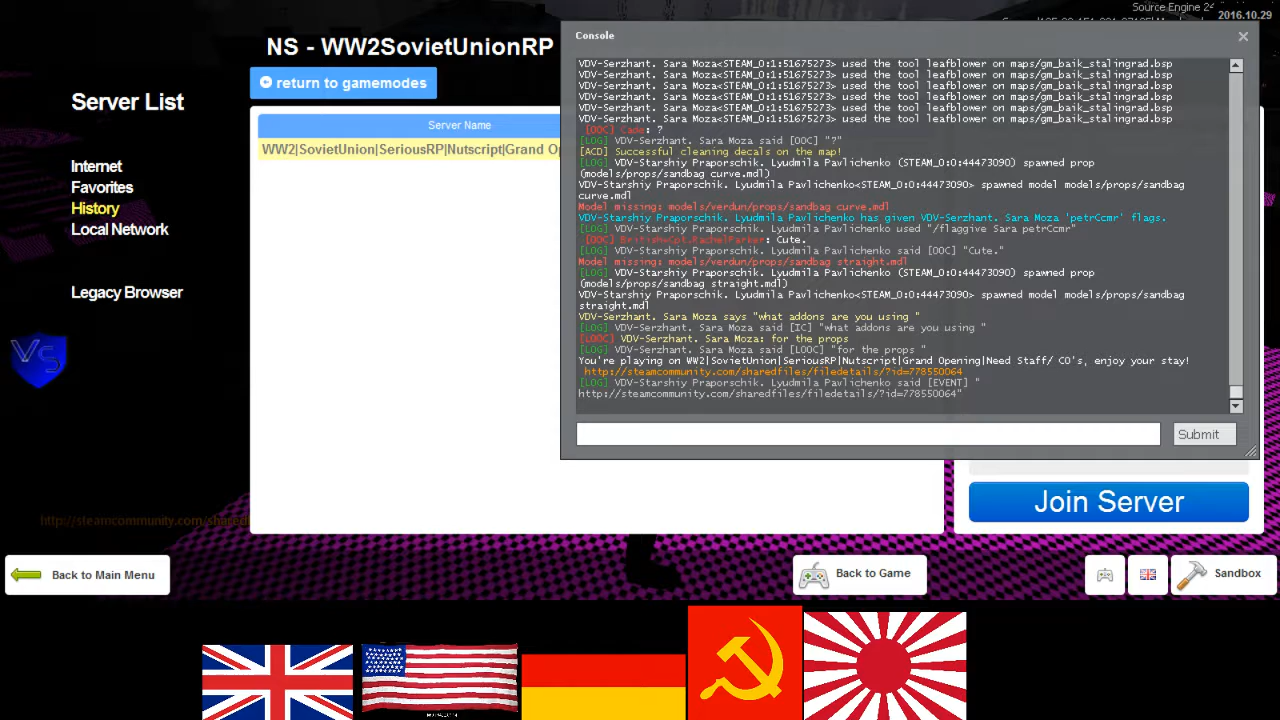 Source Engine 2
2016.10.29
NS - WW2SovietUnionRP
return to gamemodes
Server List
Internet
Favorites
History
Local Network
Legacy Browser
VS
Server Name
WW2|SovietUnion|SeriousRP|Nutscript|Grand Op
Console
VDV-Serzhant. Sara Moza<STEAM_0:1:51675273> used the tool leafblower on maps/gm_baik_stalingrad.bsp
VDV-Serzhant. Sara Moza<STEAM_0:1:51675273> used the tool leafblower on maps/gm_baik_stalingrad.bsp
VDV-Serzhant. Sara Moza<STEAM_0:1:51675273> used the tool leafblower on maps/gm_baik_stalingrad.bsp
VDV-Serzhant. Sara Moza<STEAM_0:1:51675273> used the tool leafblower on maps/gm_baik_stalingrad.bsp
VDV-Serzhant. Sara Moza<STEAM_0:1:51675273> used the tool leafblower on maps/gm_baik_stalingrad.bsp
VDV-Serzhant. Sara Moza<STEAM_0:1:51675273> used the tool leafblower on maps/gm_baik_stalingrad.bsp
[OOC] Cade: ?
[LOG] VDV-Serzhant. Sara Moza said [OOC] "?"
[ACD] Successful cleaning decals on the map!
[LOG] VDV-Starshiy Praporschik. Lyudmila Pavlichenko (STEAM_0:0:44473090) spawned prop
(models/props/sandbag curve.mdl)
VDV-Starshiy Praporschik. Lyudmila Pavlichenko<STEAM_0:0:44473090> spawned model models/props/sandbag
curve.mdl
Model missing: models/verdun/props/sandbag curve.mdl
VDV-Starshiy Praporschik. Lyudmila Pavlichenko has given VDV-Serzhant. Sara Moza 'petrCcmr' flags.
[LOG] VDV-Starshiy Praporschik. Lyudmila Pavlichenko used "/flaggive Sara petrCcmr"
[OOC] British=Cpt.RachelParker: Cute.
[LOG] VDV-Starshiy Praporschik. Lyudmila Pavlichenko said [OOC] "Cute."
Model missing: models/verdun/props/sandbag straight.mdl
[LOG] VDV-Starshiy Praporschik. Lyudmila Pavlichenko (STEAM_0:0:44473090) spawned prop
(models/props/sandbag straight.mdl)
VDV-Starshiy Praporschik. Lyudmila Pavlichenko<STEAM_0:0:44473090> spawned model models/props/sandbag
straight.mdl
VDV-Serzhant. Sara Moza says "what addons are you using "
[LOG] VDV-Serzhant. Sara Moza said [IC] "what addons are you using "
[LOOC] VDV-Serzhant. Sara Moza: for the props
[LOG] VDV-Serzhant. Sara Moza said [LOOC] "for the props "
You're playing on WW2|SovietUnion|SeriousRP|Nutscript|Grand Opening|Need Staff/ CO's, enjoy your stay!
http://steamcommunity.com/sharedfiles/filedetails/?id=778550064
[LOG] VDV-Starshiy Praporschik. Lyudmila Pavlichenko said [EVENT] "
http://steamcommunity.com/sharedfiles/filedetails/?id=778550064"
Submit
Join Server
http://steamcommunity.com/sharedf
Back to Main Menu
Back to Game
Sandbox